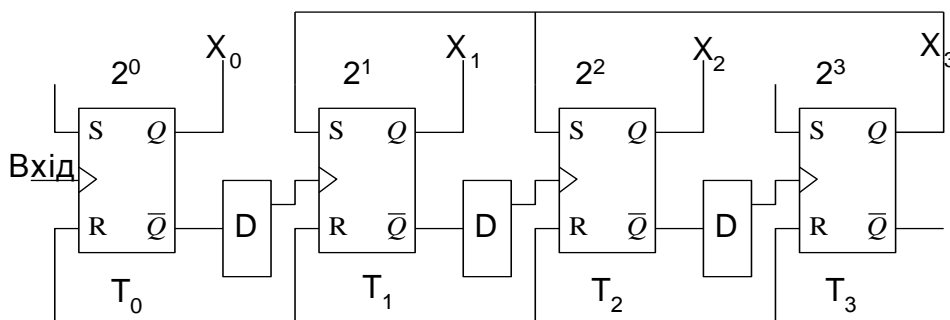 X₀ X₁ X₂ X₃
2⁰ 2¹ 2² 2³
S Q S Q S Q S Q
Вхід
D D D
R Q̅ R Q̅ R Q̅ R Q̅
T₀ T₁ T₂ T₃